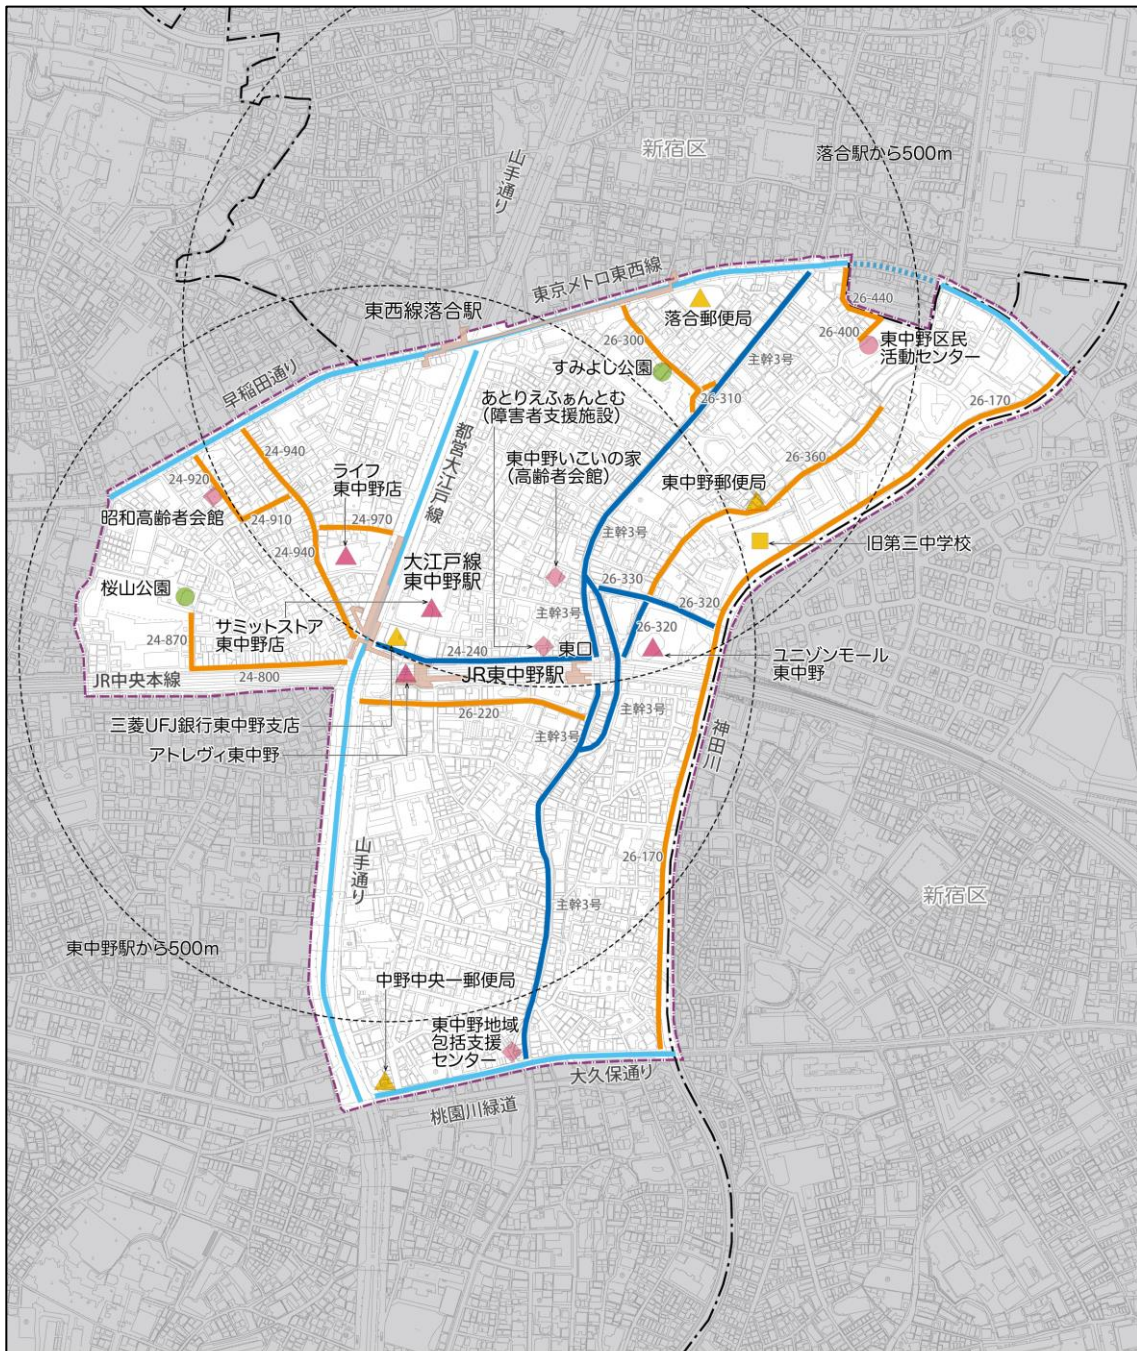 新宿区
落合駅から500m
山手通り
東京メトロ東西線
26-440
東西線落合駅
落合郵便局
26-300
26-400
東中野区民
活動センター
主幹3号
すみよし公園
早稲田通り
26-310
26-170
あとりえふぁんとむ
(障害者支援施設)
都営大江戸線
24-940
東中野いこいの家
(高齢者会館)
26-360
ライフ
東中野店
24-920
東中野郵便局
昭和高齢者会館
24-910
24-970
主幹3号
旧第三中学校
24-940
大江戸線
東中野駅
26-330
桜山公園
26-320
サミットストア
東中野店
主幹3号
24-870
26-320
24-240
東口
ユニゾンモール
東中野
JR中央本線
24-800
JR東中野駅
26-220
主幹3号
三菱UFJ銀行東中野支店
神田川
主幹3号
アトレヴィ東中野
山手通り
26-170
新宿区
主幹3号
東中野駅から500m
中野中央一郵便局
東中野地域
包括支援
センター
大久保通り
桃園川緑道